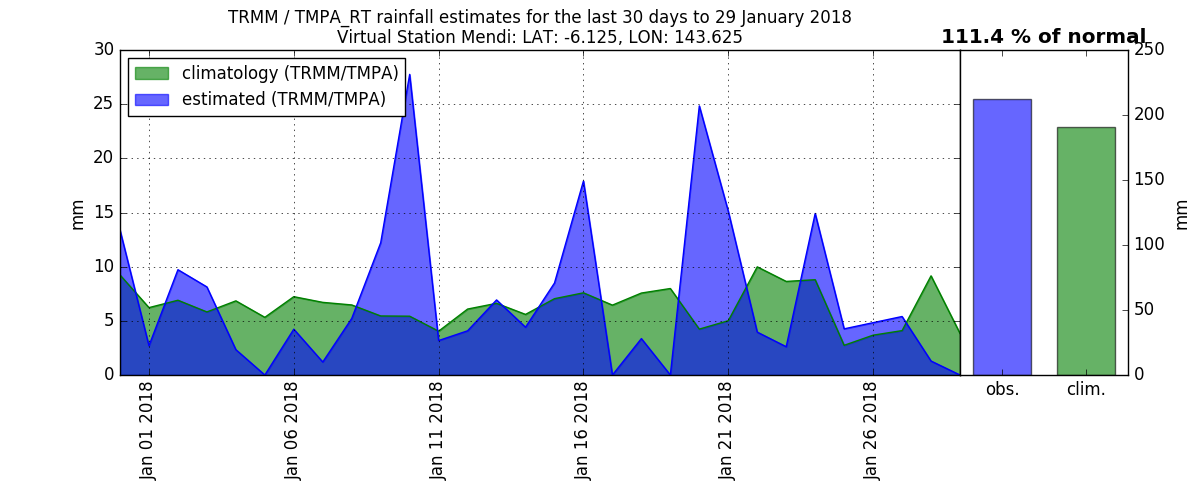 TRMM / TMPA_RT rainfall estimates for the last 30 days to 29 January 2018
Virtual Station Mendi: LAT: -6.125, LON: 143.625
111.4 % of normal
climatology (TRMM/TMPA)
estimated (TRMM/TMPA)
30
25
20
15
10
5
0
mm
Jan 01 2018
Jan 06 2018
Jan 11 2018
Jan 16 2018
Jan 21 2018
Jan 26 2018
obs.
clim.
250
200
150
100
50
0
mm